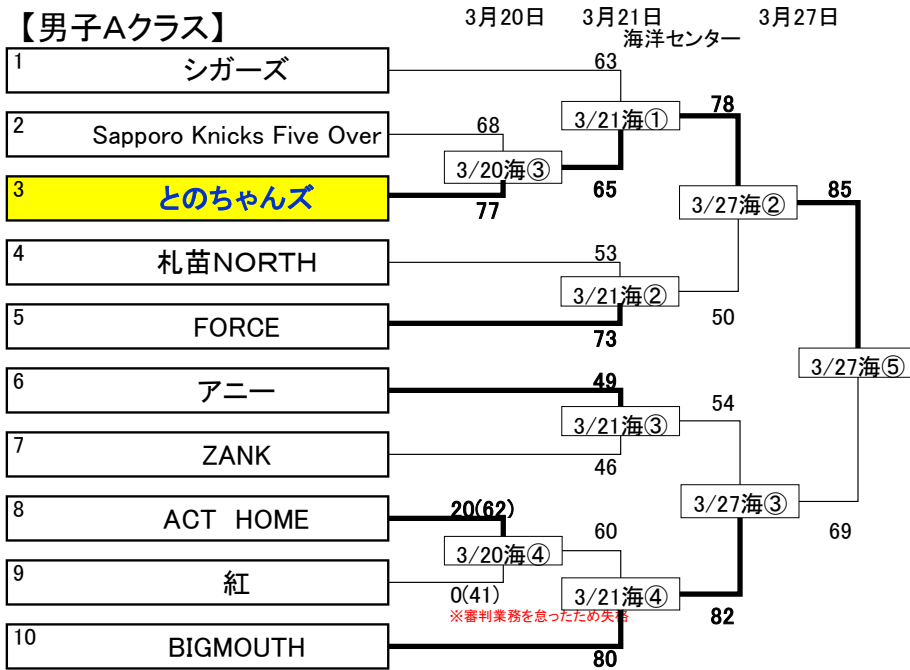 【男子Aクラス】
3月20日 3月21日 3月27日
海洋センター
1 シガーズ
63
3/21海① 78
2 Sapporo Knicks Five Over
68
3/20海③ 65
3 とのちゃんズ
77
3/27海② 85
4 札苗NORTH
53
3/21海② 50
5 FORCE
73
3/27海⑤
6 アニー
49
3/21海③ 54
7 ZANK
46
3/27海③ 69
8 ACT HOME
20(62)
3/20海④ 60
9 紅
0(41)
※審判業務を怠ったため失格
3/21海④ 82
10 BIGMOUTH
80